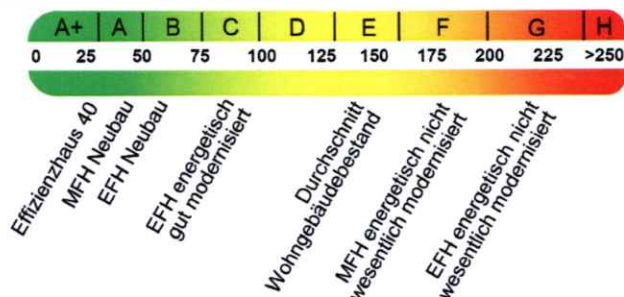 A+ A B C D E F G H
0 25 50 75 100 125 150 175 200 225 >250
Effizienzhaus 40
MFH Neubau
EFH Neubau
EFH energetisch
gut modernisiert
Durchschnitt
Wohngebäudebestand
MFH energetisch nicht
wesentlich modernisiert
EFH energetisch nicht
wesentlich modernisiert